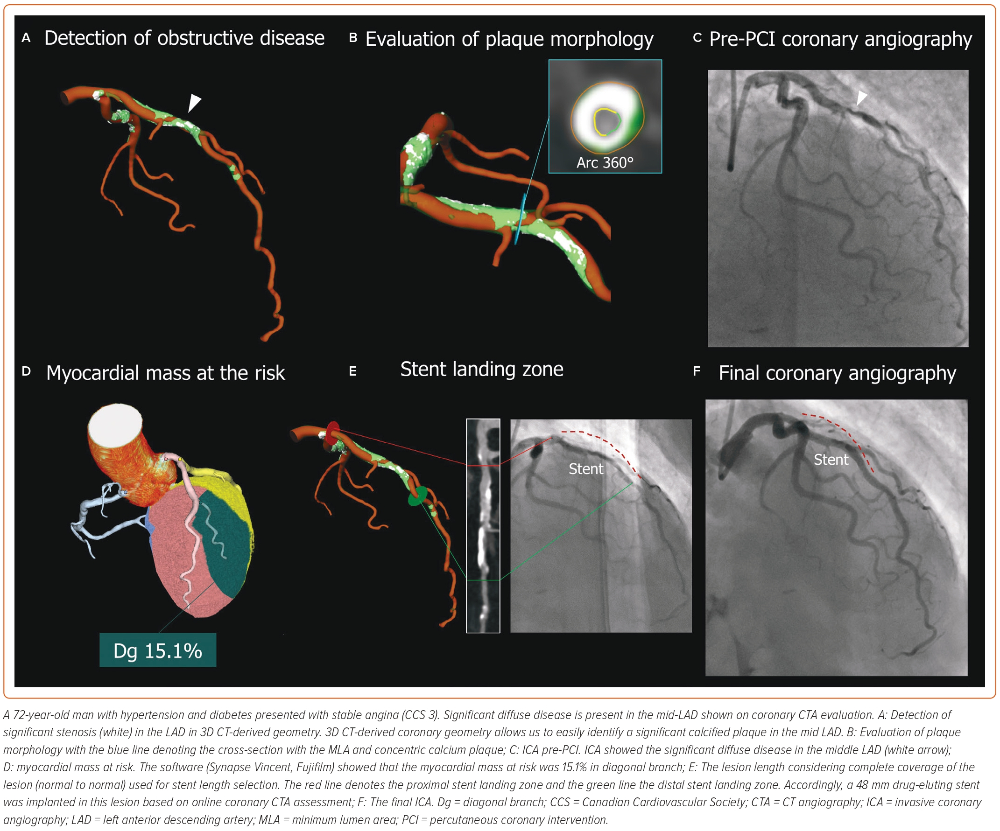 A Detection of obstructive disease
B Evaluation of plaque morphology
Arc 360°
C Pre-PCI coronary angiography
D Myocardial mass at the risk
Dg 15.1%
E Stent landing zone
Stent
F Final coronary angiography
Stent
A 72-year-old man with hypertension and diabetes presented with stable angina (CCS 3). Significant diffuse disease is present in the mid-LAD shown on coronary CTA evaluation. A: Detection of
significant stenosis (white) in the LAD in 3D CT-derived geometry. 3D CT-derived coronary geometry allows us to easily identify a significant calcified plaque in the mid LAD. B: Evaluation of plaque
morphology with the blue line denoting the cross-section with the MLA and concentric calcium plaque; C: ICA pre-PCI. ICA showed the significant diffuse disease in the middle LAD (white arrow);
D: myocardial mass at risk. The software (Synapse Vincent, Fujifilm) showed that the myocardial mass at risk was 15.1% in diagonal branch; E: The lesion length considering complete coverage of the
lesion (normal to normal) used for stent length selection. The red line denotes the proximal stent landing zone and the green line the distal stent landing zone. Accordingly, a 48 mm drug-eluting stent
was implanted in this lesion based on online coronary CTA assessment; F: The final ICA. Dg = diagonal branch; CCS = Canadian Cardiovascular Society; CTA = CT angiography; ICA = invasive coronary
angiography; LAD = left anterior descending artery; MLA = minimum lumen area; PCI = percutaneous coronary intervention.